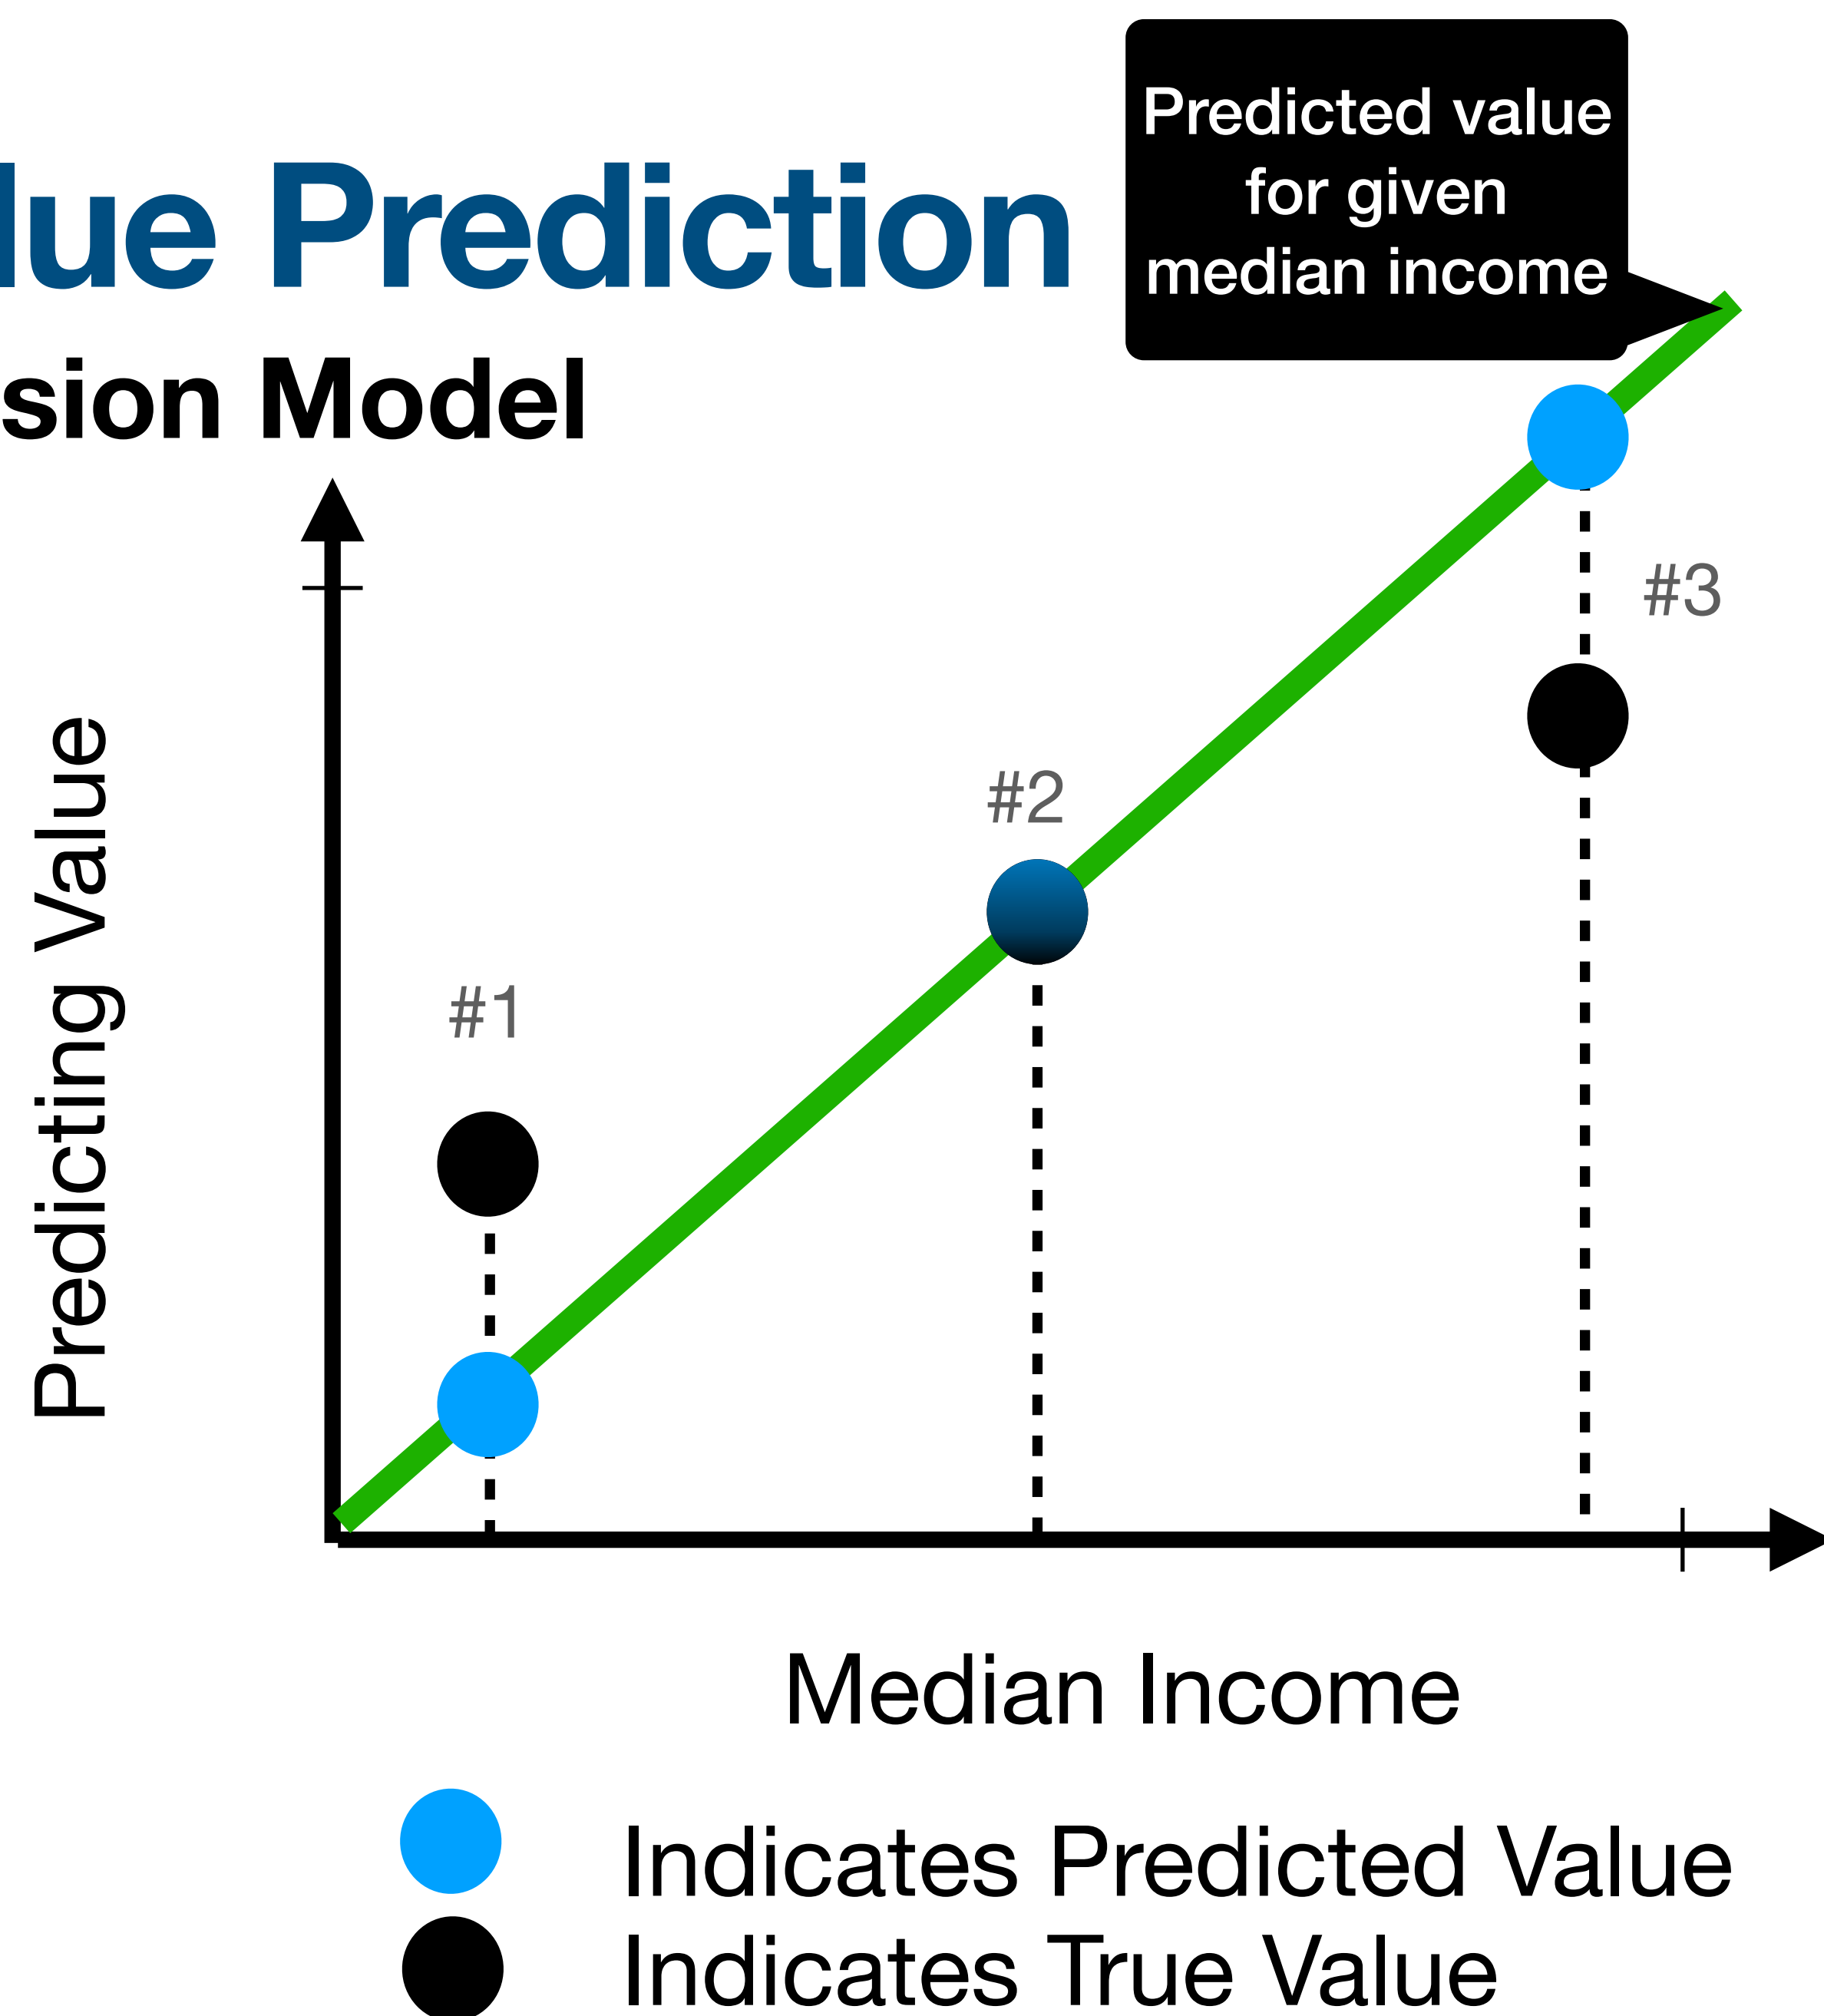 Predicted value
for given
median income
lue Prediction
sion Model
#3
#2
#1
Predicting Value
Median Income
Indicates Predicted Value
Indicates True Value